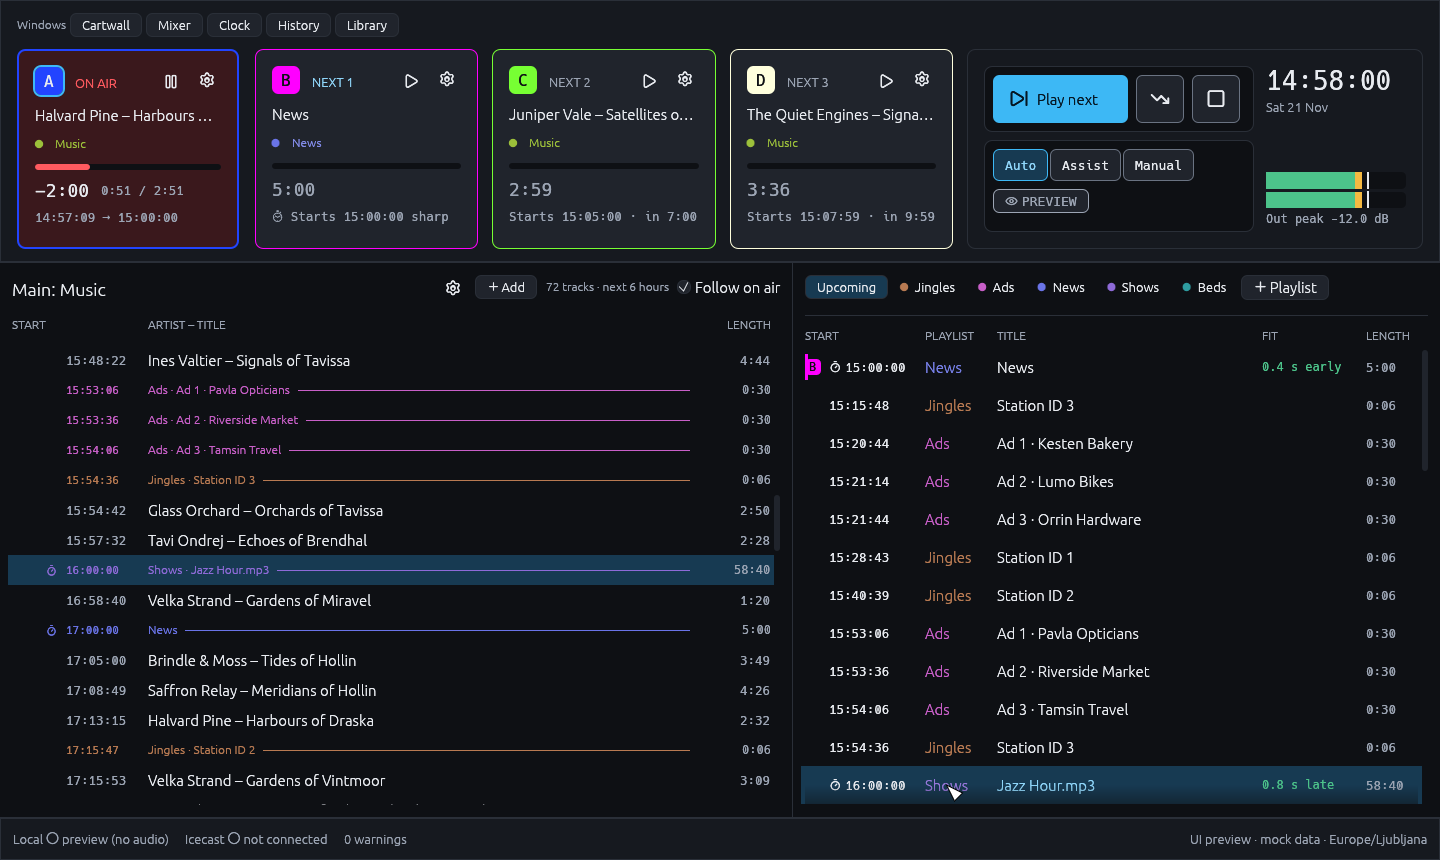 Windows Cartwall Mixer Clock History Library
A ON AIR
Halvard Pine – Harbours ...
Music
−2:00 0:51 / 2:51
14:57:09 → 15:00:00
B NEXT 1
News
News
5:00
Starts 15:00:00 sharp
C NEXT 2
Juniper Vale – Satellites o...
Music
2:59
Starts 15:05:00 · in 7:00
D NEXT 3
The Quiet Engines – Signa...
Music
3:36
Starts 15:07:59 · in 9:59
Play next
Auto Assist Manual
PREVIEW
14:58:00
Sat 21 Nov
Out peak -12.0 dB
Main: Music
+ Add 72 tracks · next 6 hours Follow on air
START ARTIST – TITLE LENGTH
15:48:22 Ines Valtier – Signals of Tavissa 4:44
15:53:06 Ads · Ad 1 · Pavla Opticians 0:30
15:53:36 Ads · Ad 2 · Riverside Market 0:30
15:54:06 Ads · Ad 3 · Tamsin Travel 0:30
15:54:36 Jingles · Station ID 3 0:06
15:54:42 Glass Orchard – Orchards of Tavissa 2:50
15:57:32 Tavi Ondrej – Echoes of Brendhal 2:28
16:00:00 Shows · Jazz Hour.mp3 58:40
16:58:40 Velka Strand – Gardens of Miravel 1:20
17:00:00 News 5:00
17:05:00 Brindle & Moss – Tides of Hollin 3:49
17:08:49 Saffron Relay – Meridians of Hollin 4:26
17:13:15 Halvard Pine – Harbours of Draska 2:32
17:15:47 Jingles · Station ID 2 0:06
17:15:53 Velka Strand – Gardens of Vintmoor 3:09
Upcoming Jingles Ads News Shows Beds + Playlist
START PLAYLIST TITLE FIT LENGTH
B 15:00:00 News News 0.4 s early 5:00
15:15:48 Jingles Station ID 3 0:06
15:20:44 Ads Ad 1 · Kesten Bakery 0:30
15:21:14 Ads Ad 2 · Lumo Bikes 0:30
15:21:44 Ads Ad 3 · Orrin Hardware 0:30
15:28:43 Jingles Station ID 1 0:06
15:40:39 Jingles Station ID 2 0:06
15:53:06 Ads Ad 1 · Pavla Opticians 0:30
15:53:36 Ads Ad 2 · Riverside Market 0:30
15:54:06 Ads Ad 3 · Tamsin Travel 0:30
15:54:36 Jingles Station ID 3 0:06
16:00:00 Shows Jazz Hour.mp3 0.8 s late 58:40
Local preview (no audio) Icecast not connected 0 warnings
UI preview · mock data · Europe/Ljubljana